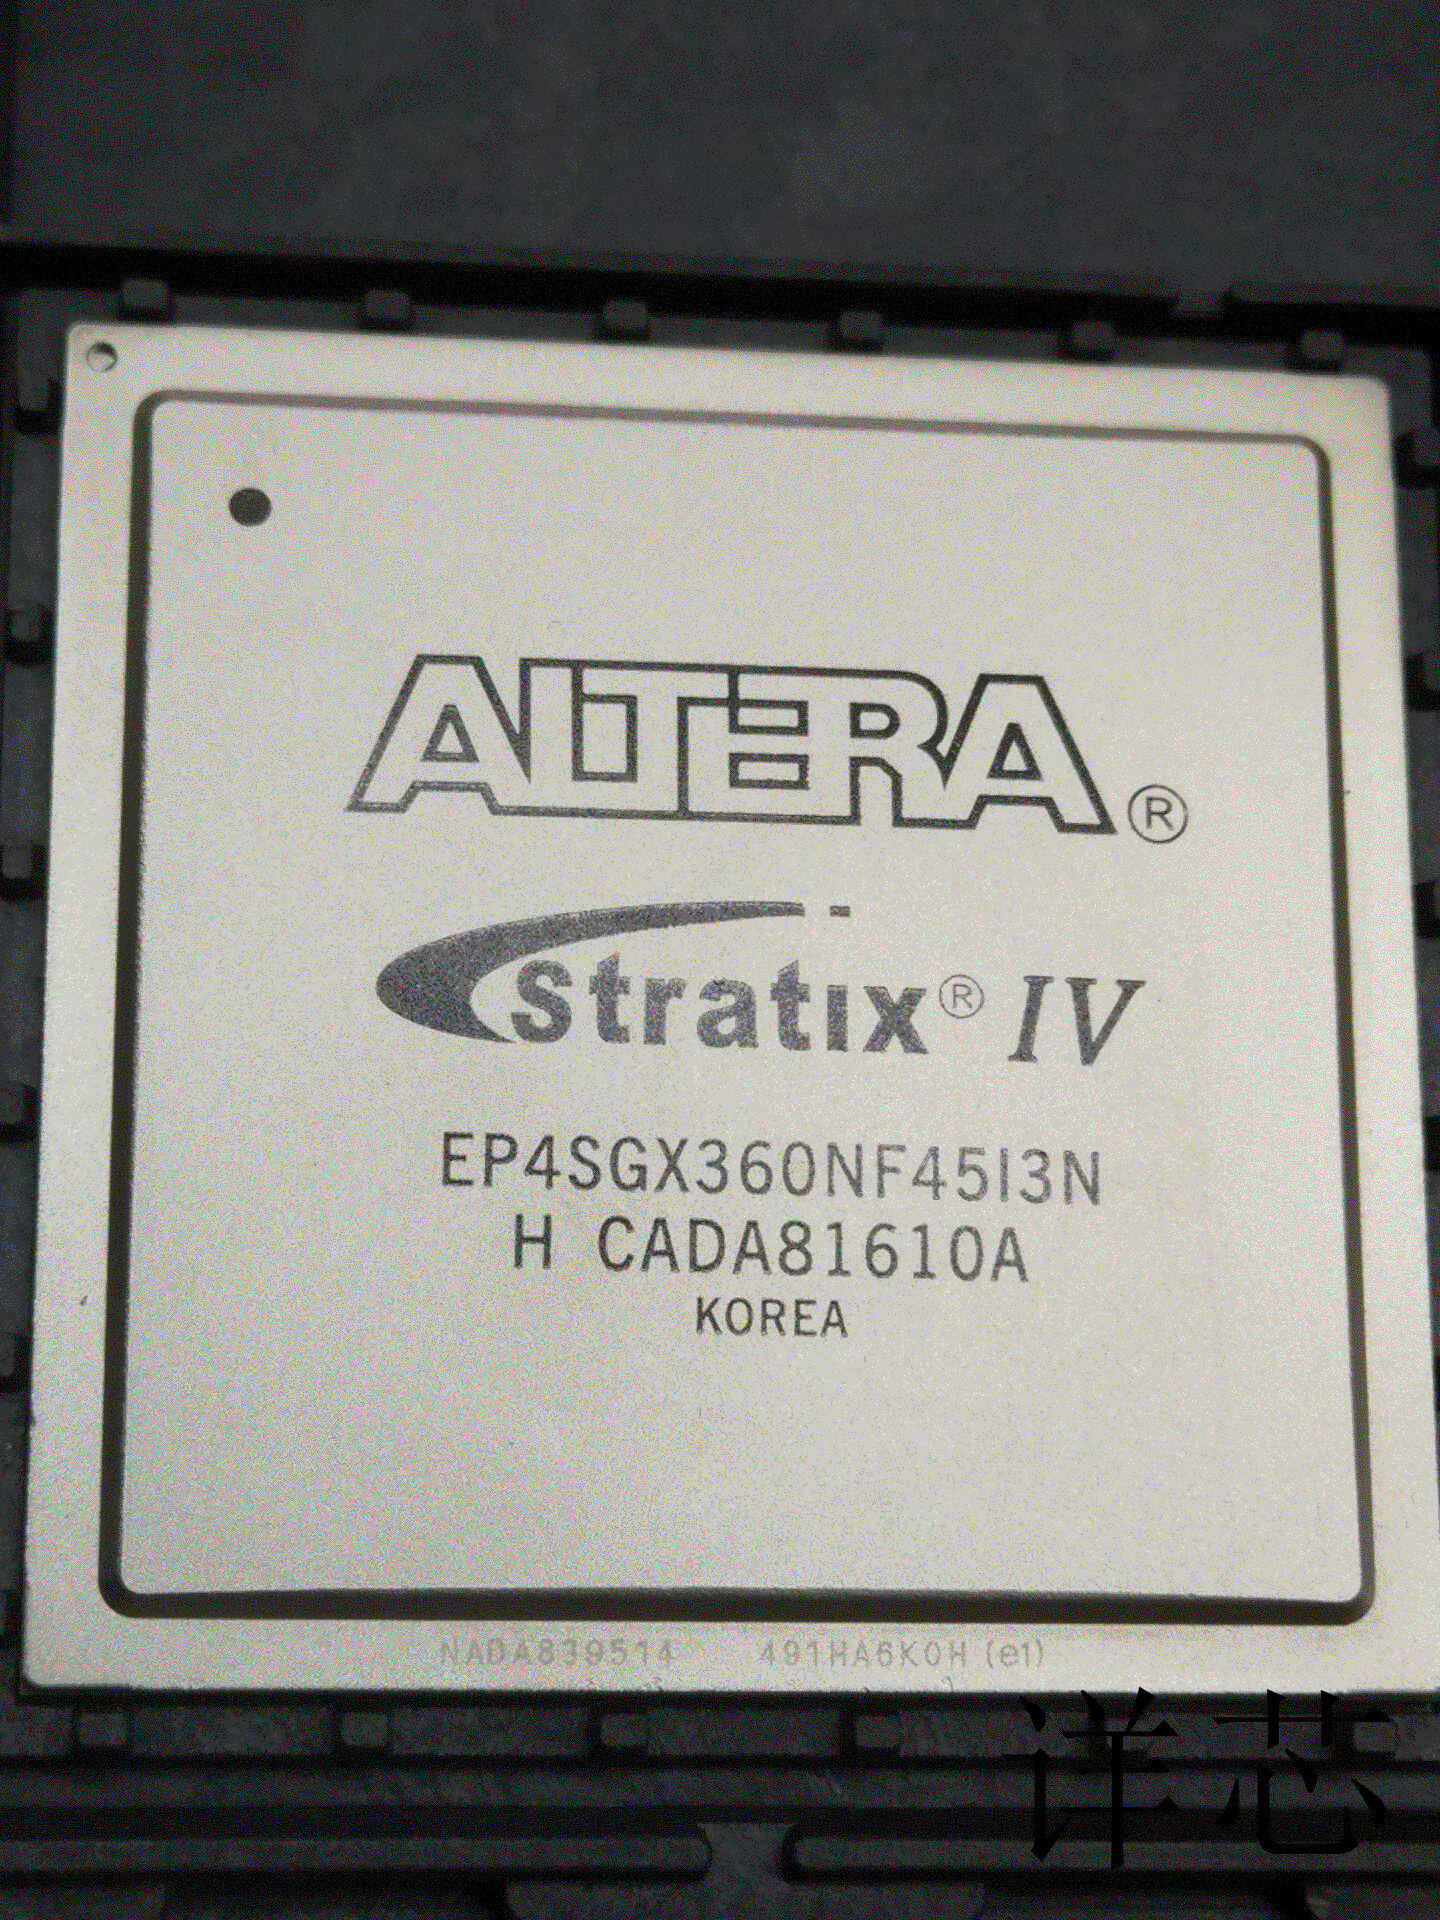 ALTERA®
Stratix® IV
EP4SGX360NF45I3N
H CADA81610A
KOREA
NADA839514 491HA6K0H (e1)
详芯